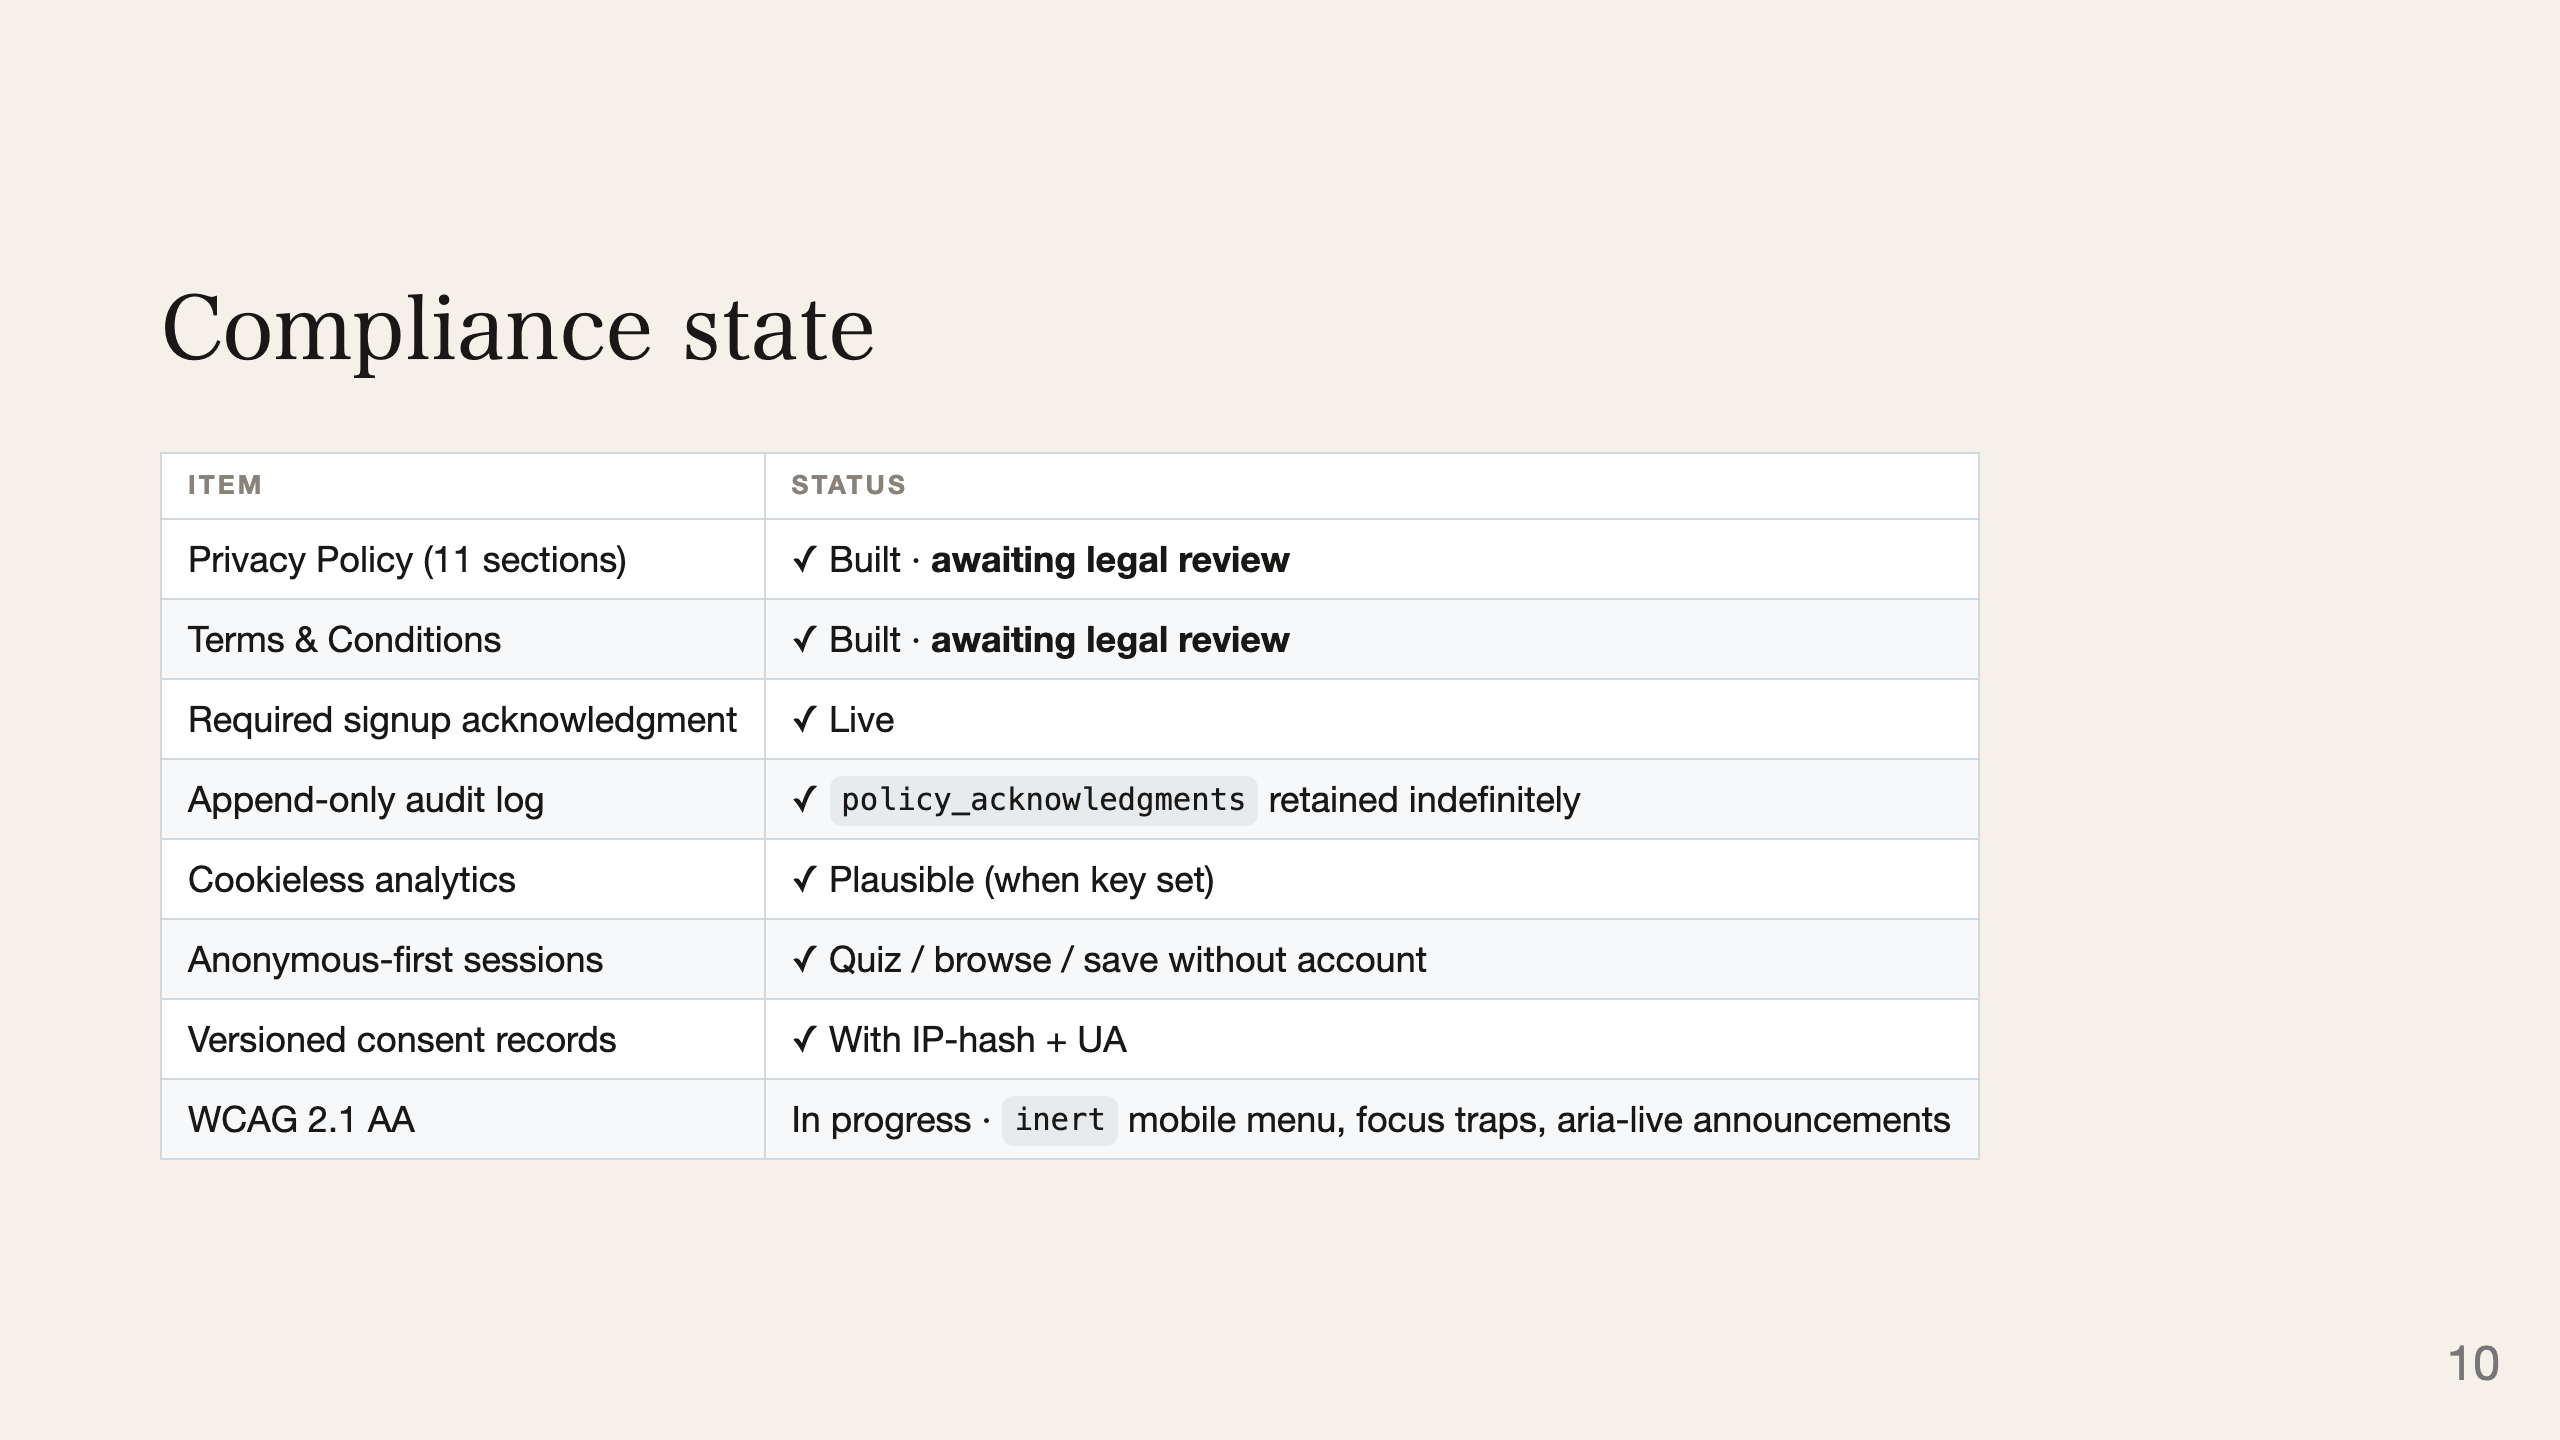 Compliance state
ITEM STATUS
Privacy Policy (11 sections) ✓ Built · awaiting legal review
Terms & Conditions ✓ Built · awaiting legal review
Required signup acknowledgment ✓ Live
Append-only audit log ✓ policy_acknowledgments retained indefinitely
Cookieless analytics ✓ Plausible (when key set)
Anonymous-first sessions ✓ Quiz / browse / save without account
Versioned consent records ✓ With IP-hash + UA
WCAG 2.1 AA In progress · inert mobile menu, focus traps, aria-live announcements
10